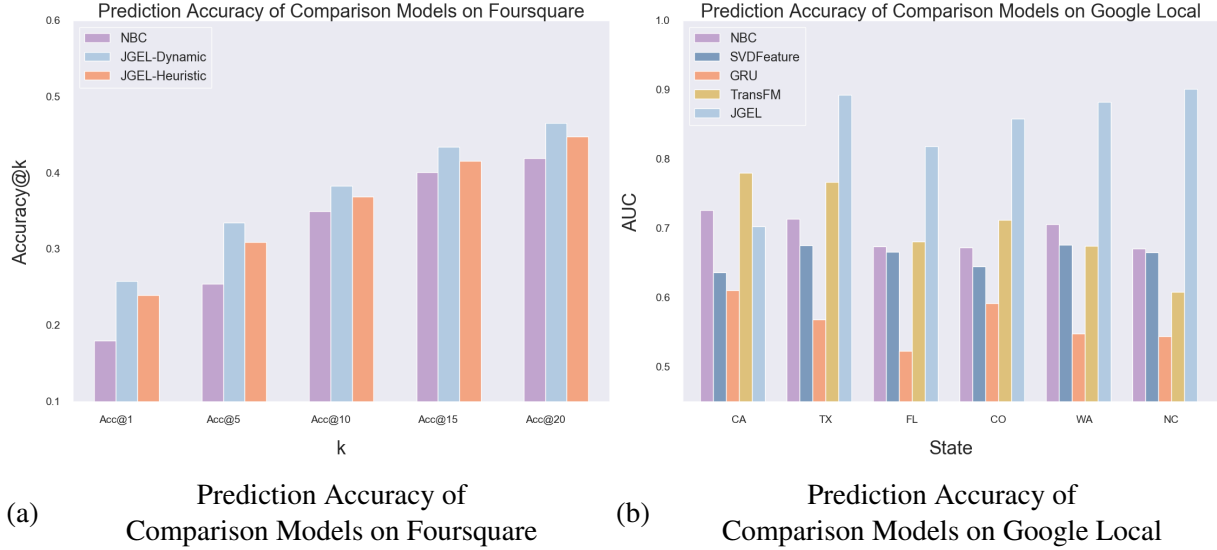 Prediction Accuracy of Comparison Models on Foursquare
0.6
0.5
0.4
0.3
0.2
0.1
Accuracy@k
NBC
JGEL-Dynamic
JGEL-Heuristic
Acc@1
Acc@5
Acc@10
Acc@15
Acc@20
k
(a)
Prediction Accuracy of
Comparison Models on Foursquare
Prediction Accuracy of Comparison Models on Google Local
1.0
0.9
0.8
0.7
0.6
0.5
AUC
NBC
SVDFeature
GRU
TransFM
JGEL
CA
TX
FL
CO
WA
NC
State
(b)
Prediction Accuracy of
Comparison Models on Google Local